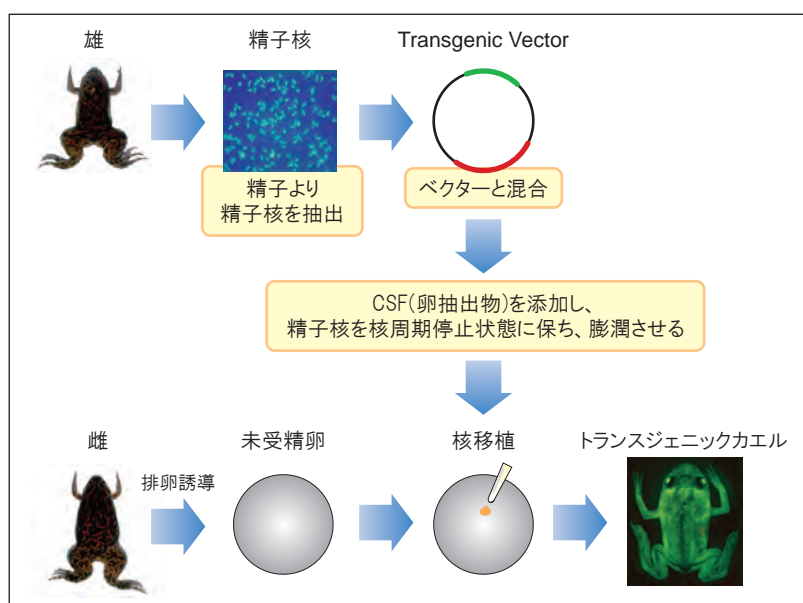 雄
精子核
Transgenic Vector
精子より
精子核を抽出
ベクターと混合
CSF(卵抽出物)を添加し、
精子核を核周期停止状態に保ち、膨潤させる
雌
排卵誘導
未受精卵
核移植
トランスジェニックカエル